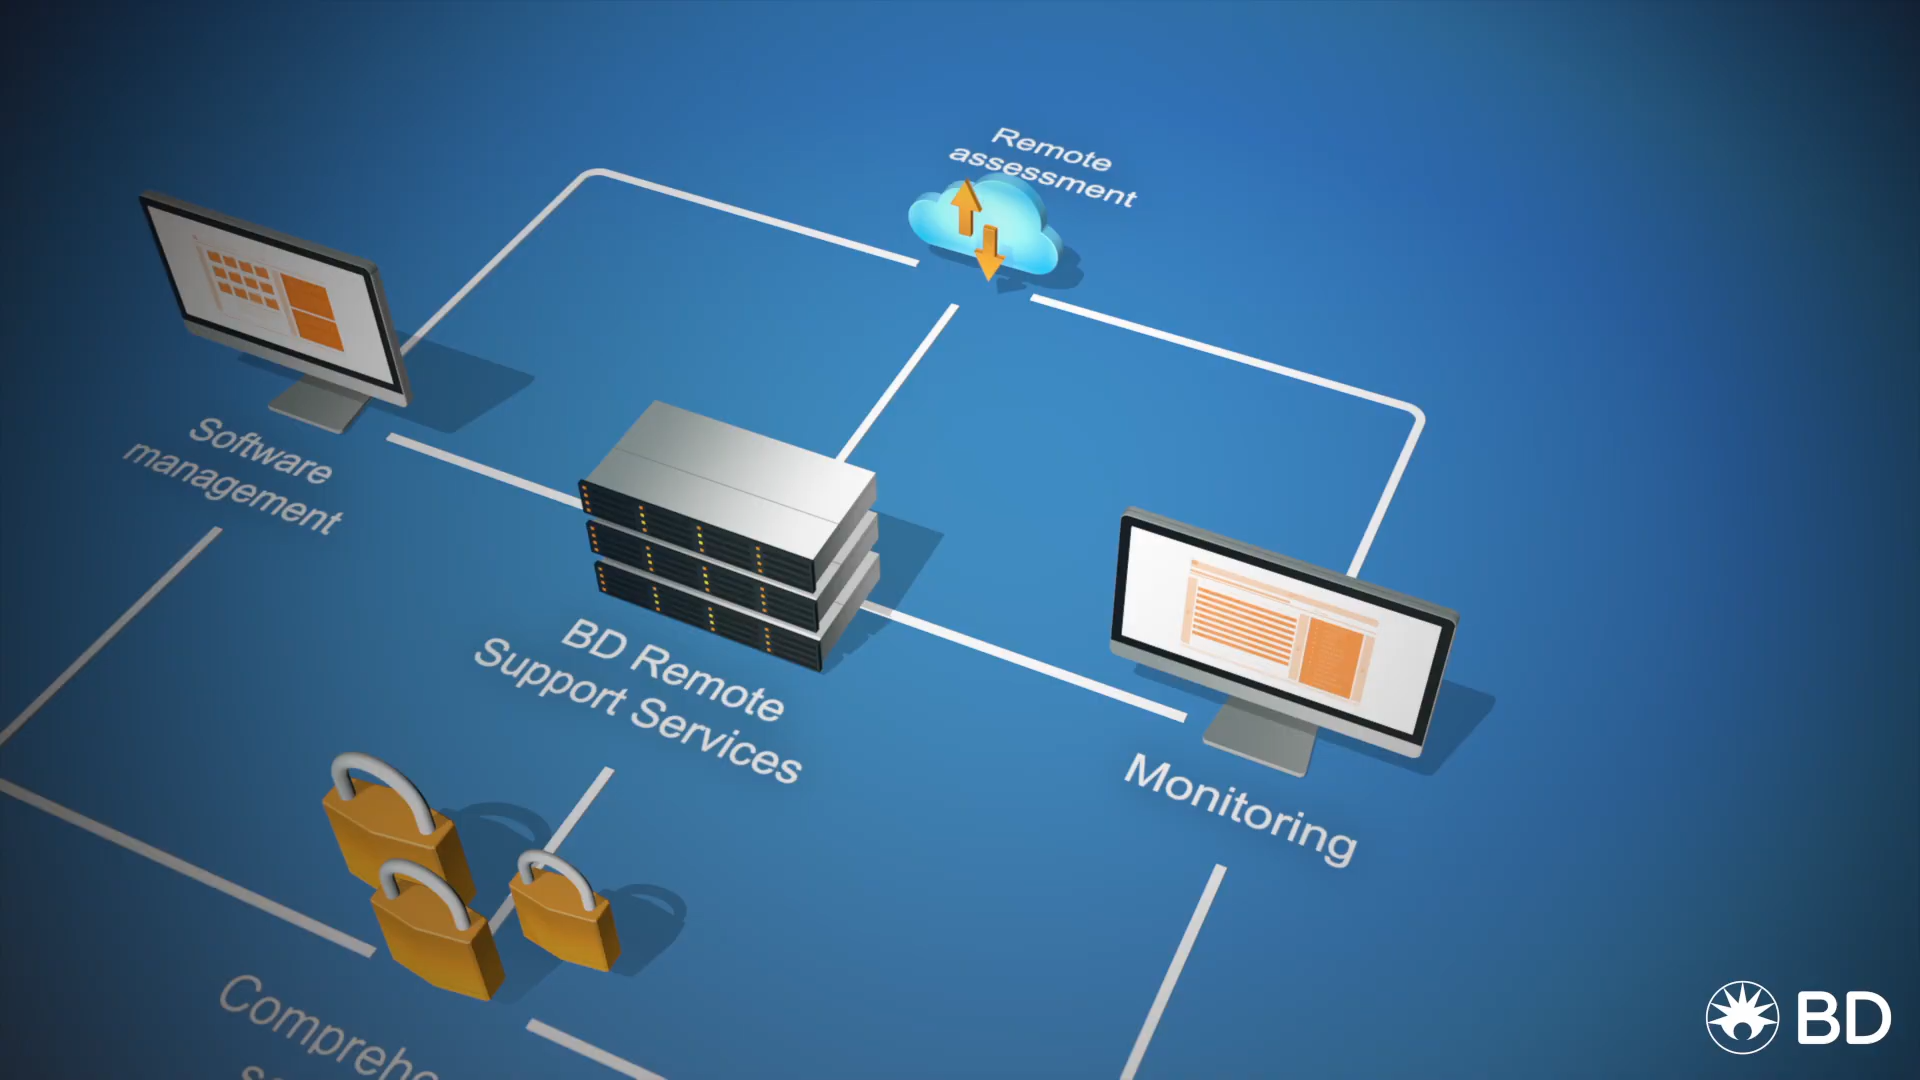 Remote
assessment
Software
management
BD Remote
Support Services
Monitoring
BD